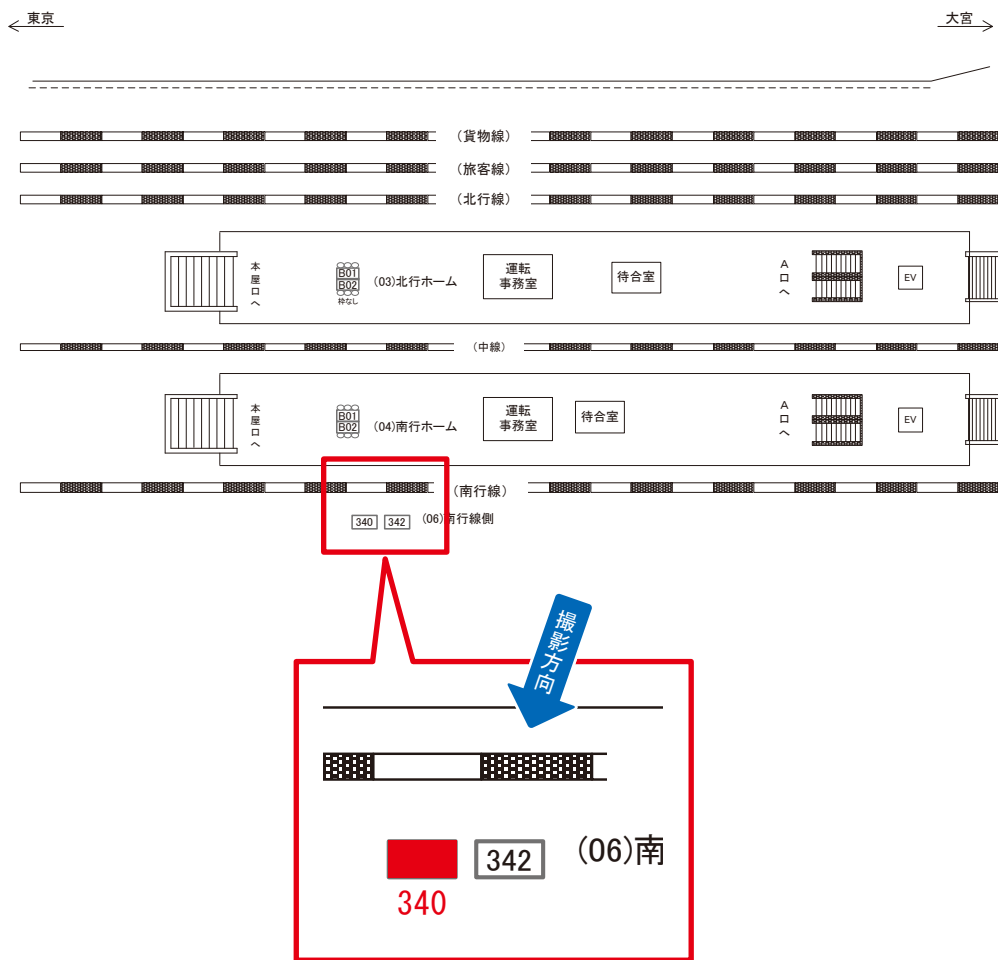 東京
大宮
(貨物線)
(旅客線)
(北行線)
本屋口へ
B01
B02
枠なし
(03)北行ホーム
運転
事務室
待合室
A口へ
EV
(中線)
本屋口へ
B01
B02
(04)南行ホーム
運転
事務室
待合室
A口へ
EV
(南行線)
340 342 (06)南行線側
撮影方向
342 (06)南
340